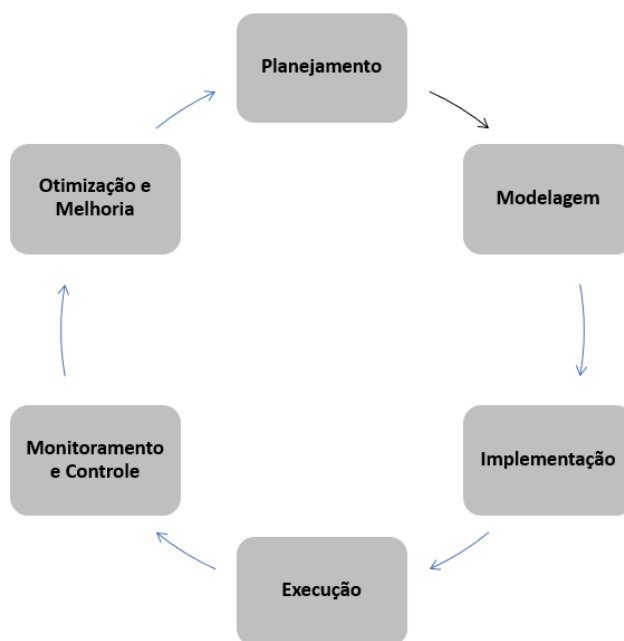 Planejamento
Modelagem
Implementação
Execução
Monitoramento
e Controle
Otimização e
Melhoria